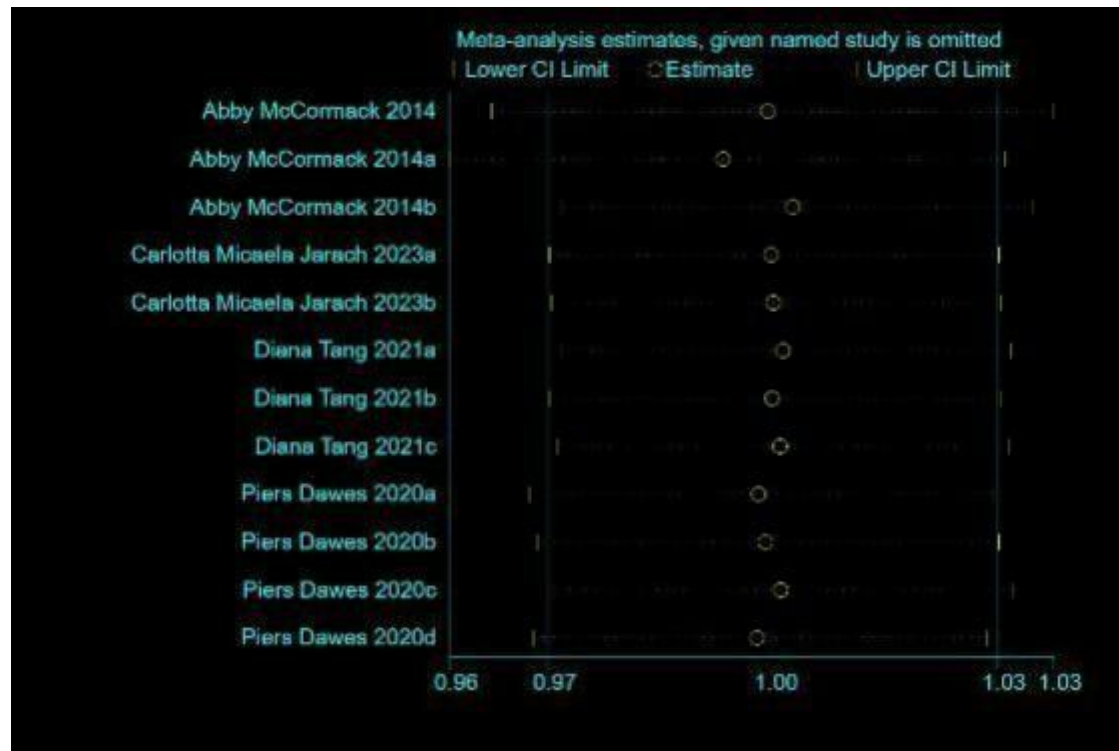 Meta-analysis estimates, given named study is omitted
Lower CI Limit Estimate Upper CI Limit
Abby McCormack 2014
Abby McCormack 2014a
Abby McCormack 2014b
Carlotta Micaela Jarach 2023a
Carlotta Micaela Jarach 2023b
Diana Tang 2021a
Diana Tang 2021b
Diana Tang 2021c
Piers Dawes 2020a
Piers Dawes 2020b
Piers Dawes 2020c
Piers Dawes 2020d
0.96 0.97 1.00 1.03 1.03